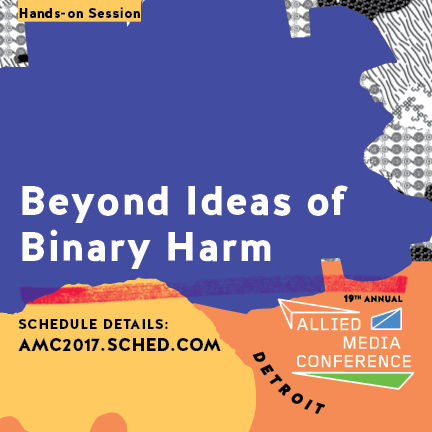 Hands-on Session
Beyond Ideas of
Binary Harm
SCHEDULE DETAILS:
AMC2017.SCHED.COM
19TH ANNUAL
ALLIED
MEDIA
CONFERENCE
DETROIT